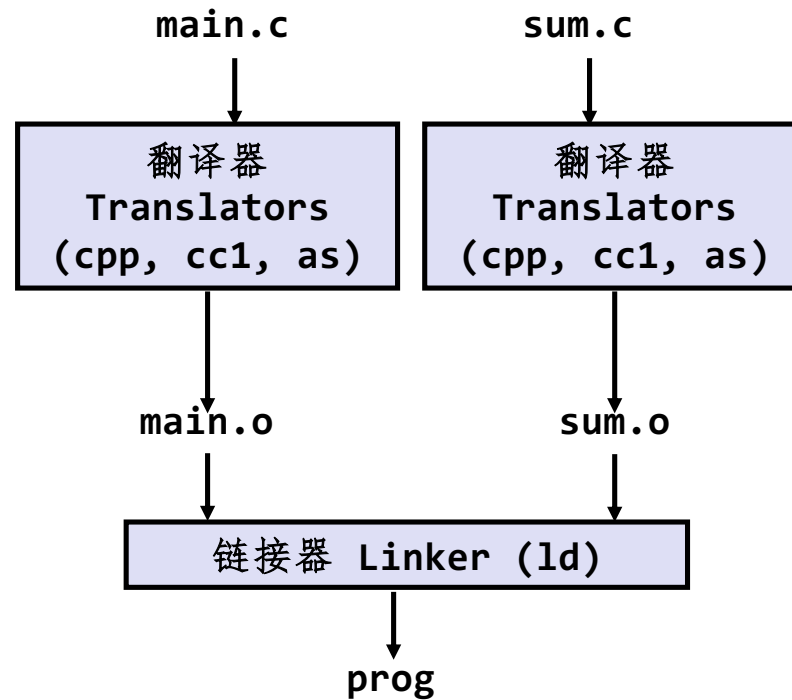 main.c
sum.c
翻译器
Translators
(cpp, cc1, as)
翻译器
Translators
(cpp, cc1, as)
main.o
sum.o
链接器 Linker (ld)
prog